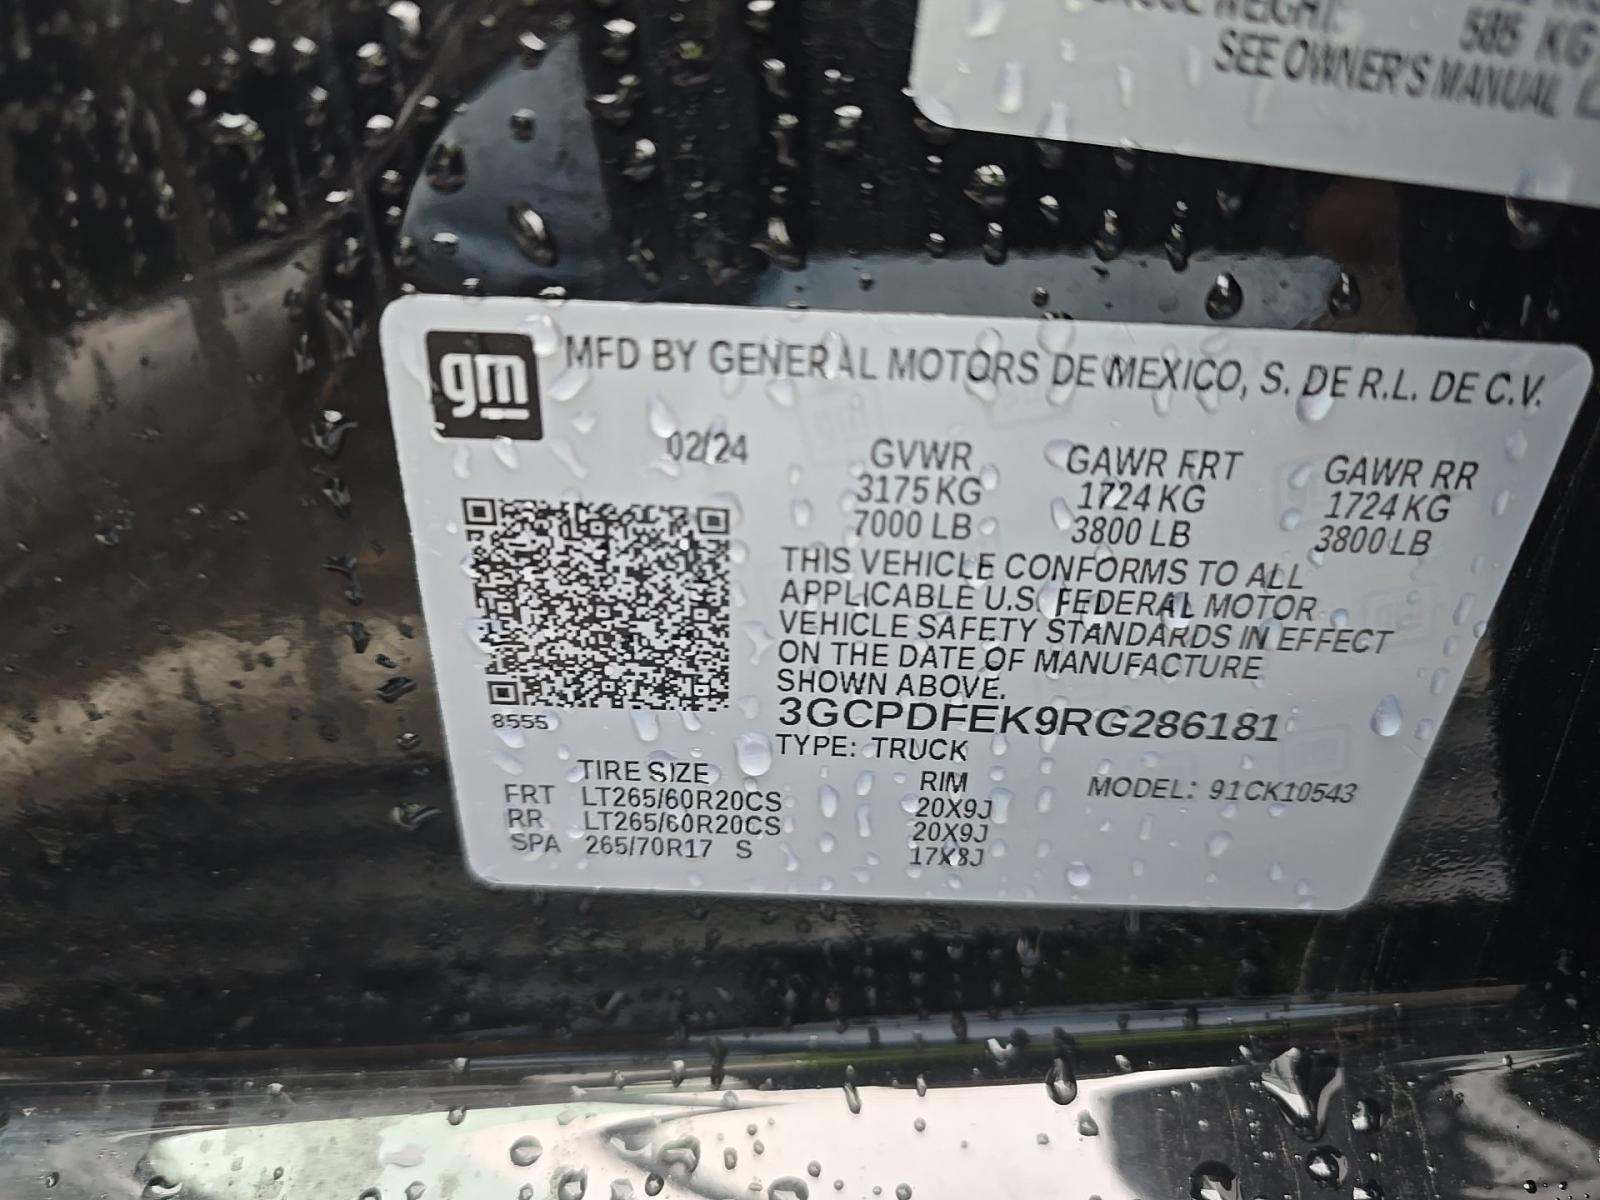 WEIGHT.
585 KG
SEE OWNER'S MANUAL
gm
MFD BY GENERAL MOTORS DE MEXICO, S. DE R.L. DE C.V.
02/24
GVWR GAWR FRT GAWR RR
3175 KG 1724 KG 1724 KG
7000 LB 3800 LB 3800 LB
THIS VEHICLE CONFORMS TO ALL
APPLICABLE U.S. FEDERAL MOTOR
VEHICLE SAFETY STANDARDS IN EFFECT
ON THE DATE OF MANUFACTURE
SHOWN ABOVE.
3GCPDFEK9RG286181
8555
TYPE: TRUCK
TIRE SIZE RIM MODEL: 91CK10543
FRT LT265/60R20CS 20X9J
RR LT265/60R20CS 20X9J
SPA 265/70R17 S 17X8J